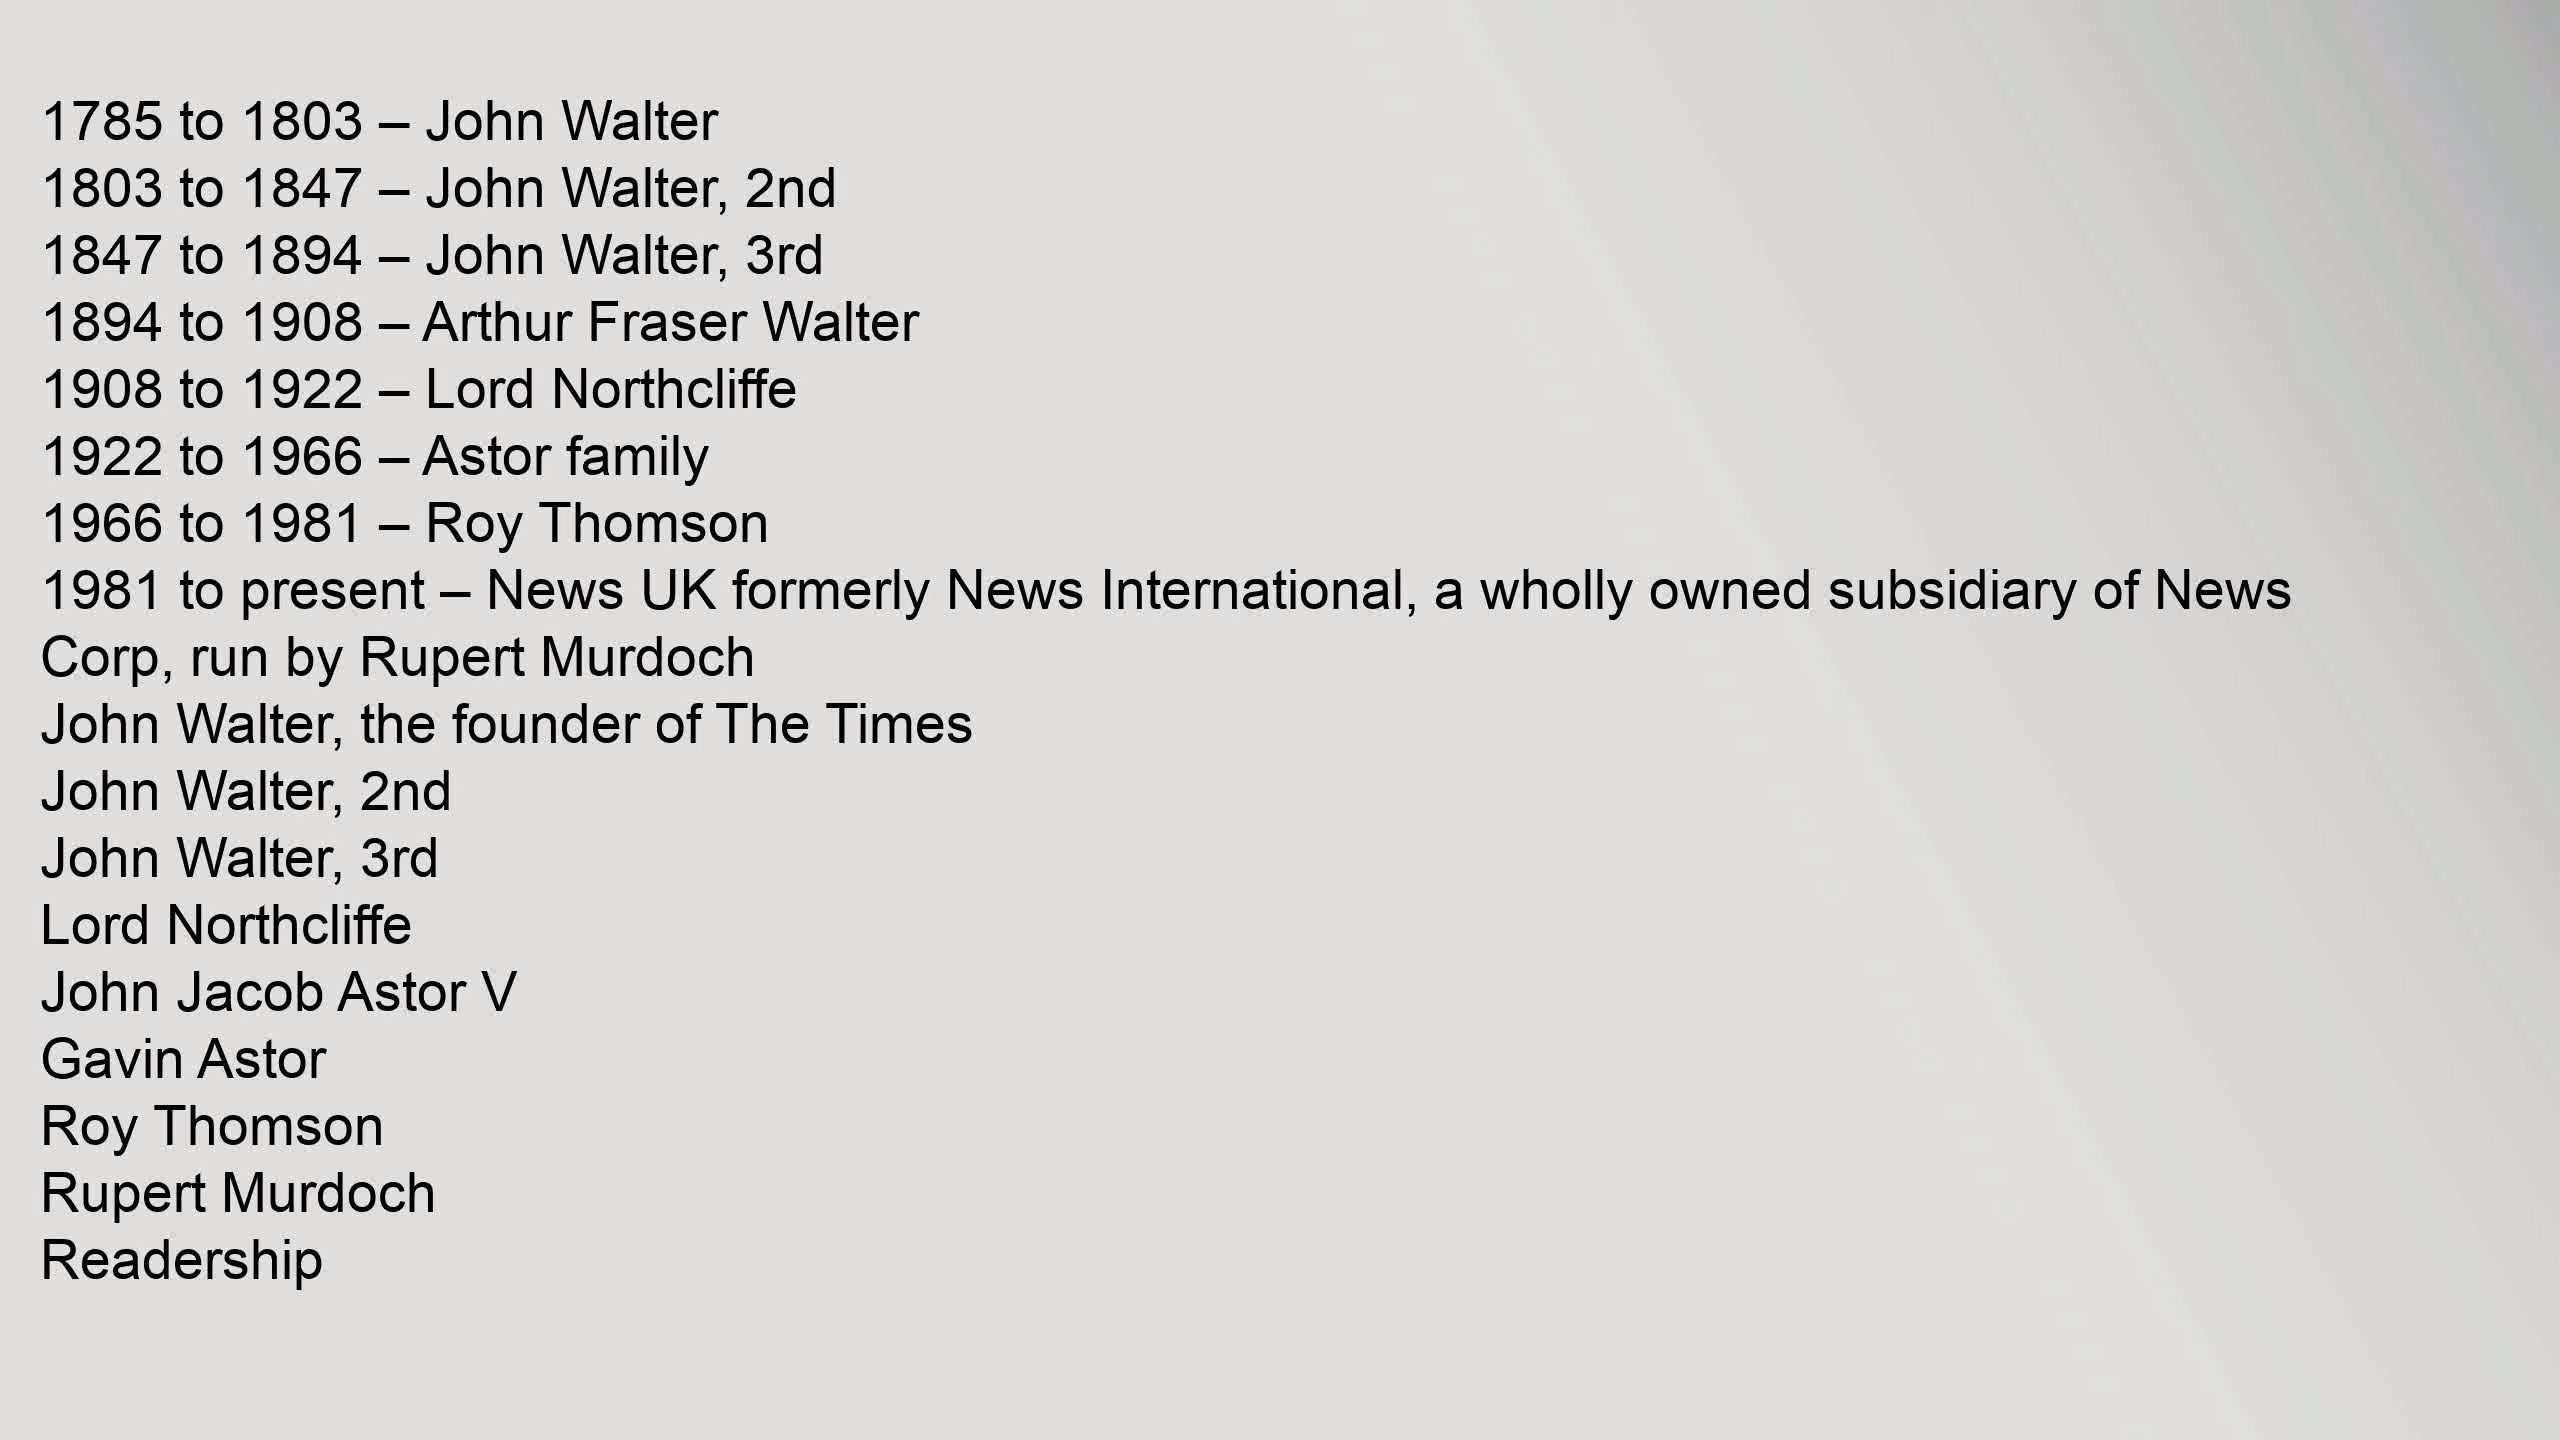 1785 to 1803 – John Walter
1803 to 1847 – John Walter, 2nd
1847 to 1894 – John Walter, 3rd
1894 to 1908 – Arthur Fraser Walter
1908 to 1922 – Lord Northcliffe
1922 to 1966 – Astor family
1966 to 1981 – Roy Thomson
1981 to present – News UK formerly News International, a wholly owned subsidiary of News
Corp, run by Rupert Murdoch
John Walter, the founder of The Times
John Walter, 2nd
John Walter, 3rd
Lord Northcliffe
John Jacob Astor V
Gavin Astor
Roy Thomson
Rupert Murdoch
Readership